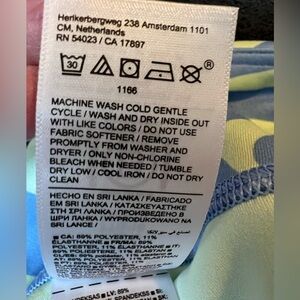 Herikerbergweg 238 Amsterdam 1101
CM, Netherlands
RN 54023 / CA 17897
30
1166
MACHINE WASH COLD GENTLE
CYCLE / WASH AND DRY INSIDE OUT
WITH LIKE COLORS / DO NOT USE
FABRIC SOFTENER / REMOVE
PROMPTLY FROM WASHER AND
DRYER / ONLY NON-CHLORINE
BLEACH WHEN NEEDED / TUMBLE
DRY LOW / COOL IRON / DO NOT DRY
CLEAN
HECHO EN SRI LANKA / FABRICADO
EM SRI LANKA / ΚΑΤΑΣΚΕΥΑΣΤΗΚΕ
ΣΤΗ ΣΡΙ ΛΑΝΚΑ / ПРОИЗВЕДЕНО В
ШРИ-ЛАНКА / WYPRODUKOWANO NA
SRI LANCE/
CA: 89% POLYESTER, 11%
ELASTHANNE
POLYESTER, 11%
LV: 89%